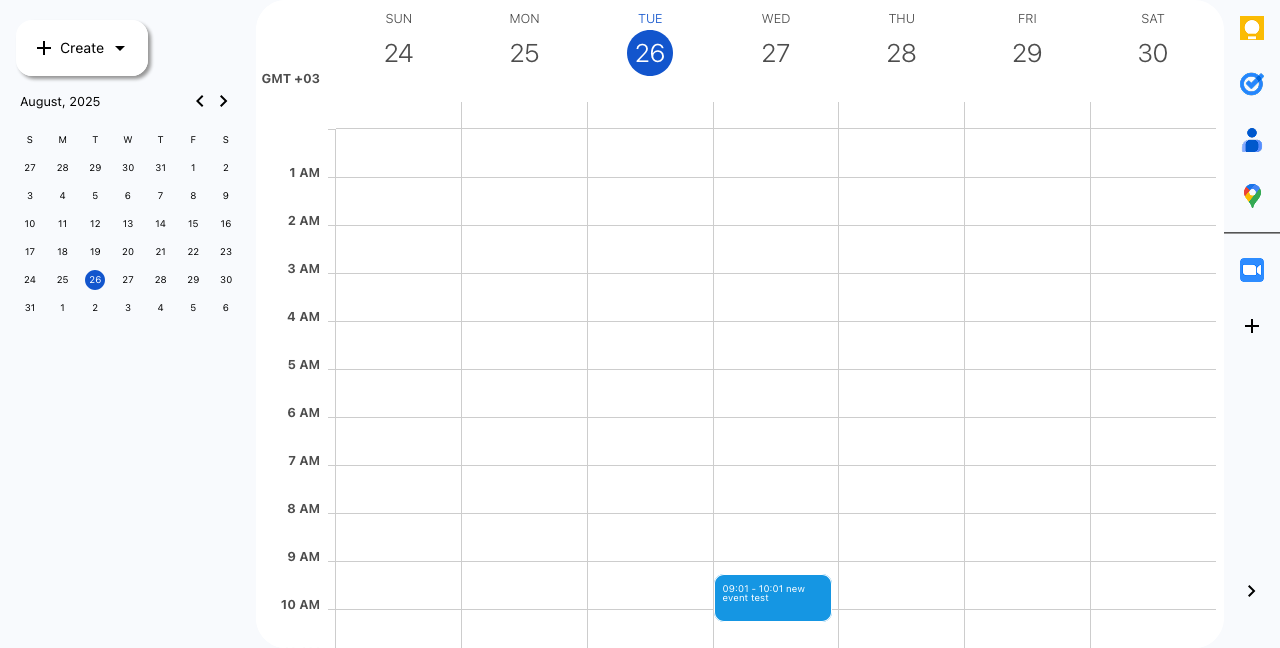 Create
August, 2025
S M T W T F S
27 28 29 30 31 1 2
3 4 5 6 7 8 9
10 11 12 13 14 15 16
17 18 19 20 21 22 23
24 25 26 27 28 29 30
31 1 2 3 4 5 6
SUN MON TUE WED THU FRI SAT
24 25 26 27 28 29 30
GMT +03
1 AM
2 AM
3 AM
4 AM
5 AM
6 AM
7 AM
8 AM
9 AM
09:01 - 10:01 new
event test
10 AM